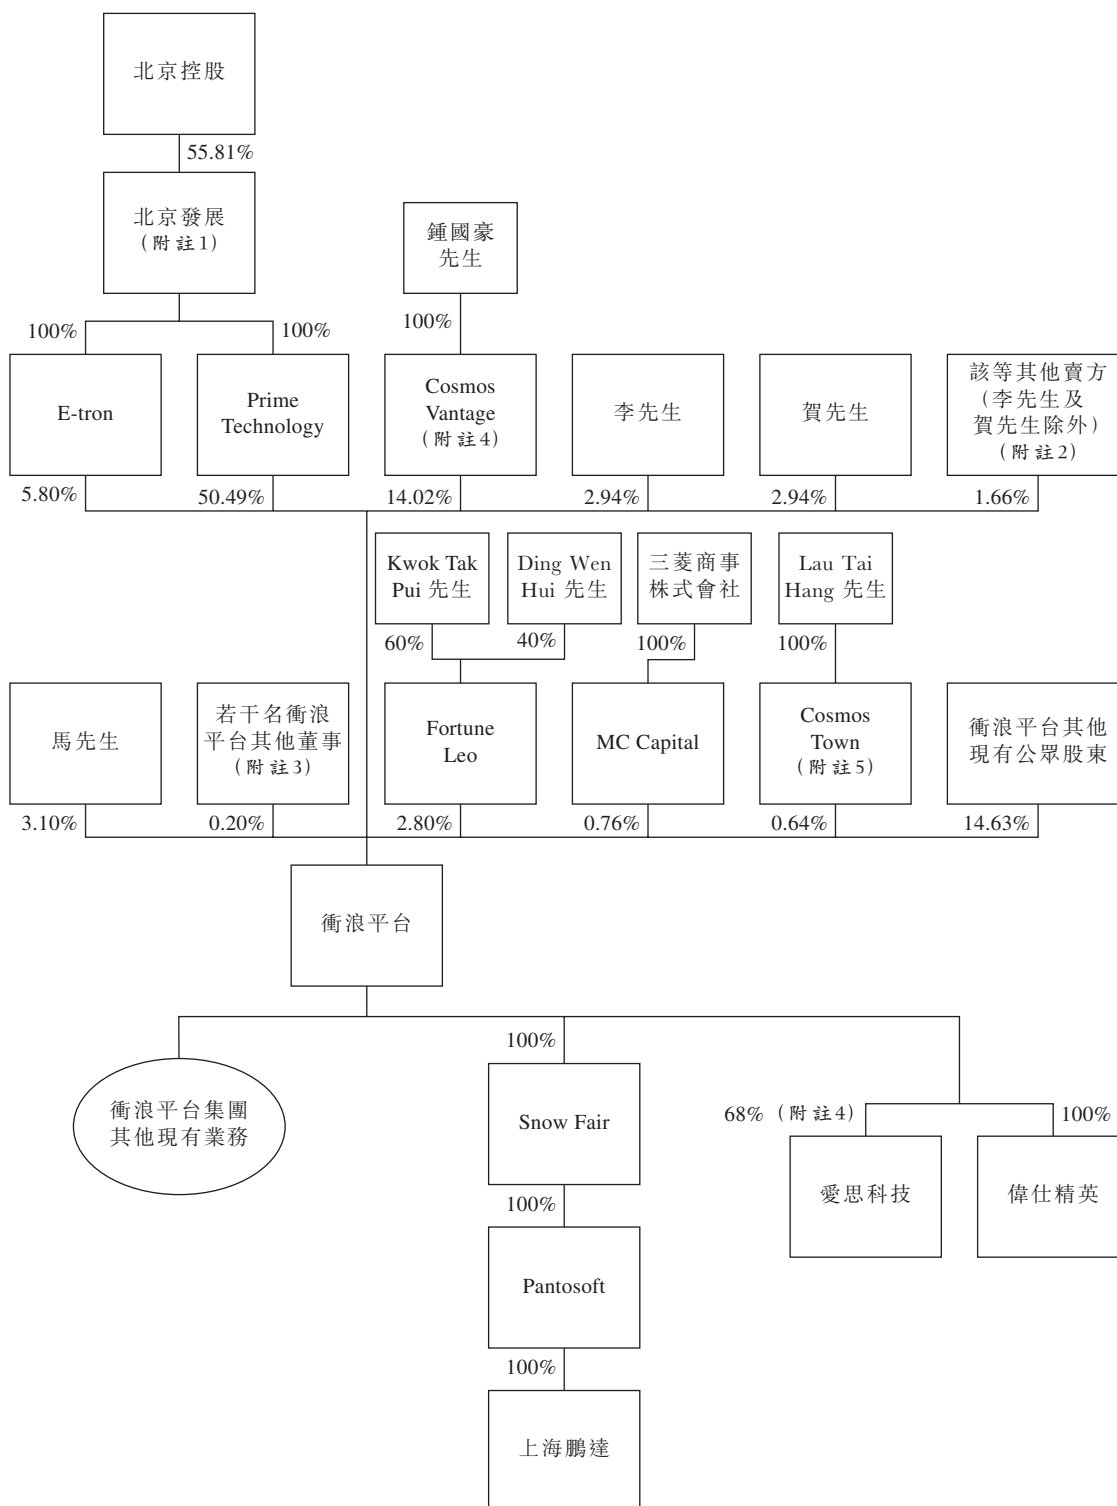 北京控股
55.81%
北京發展
(附註1)
鍾國豪
先生
100%
100%
100%
E-tron
Prime
Technology
Cosmos
Vantage
(附註4)
李先生
賀先生
該等其他賣方
(李先生及
賀先生除外)
(附註2)
5.80%
50.49%
14.02%
2.94%
2.94%
1.66%
Kwok Tak
Pui 先生
Ding Wen
Hui 先生
三菱商事
株式會社
Lau Tai
Hang 先生
60%
40%
100%
100%
馬先生
若干名衝浪
平台其他董事
(附註3)
Fortune
Leo
MC Capital
Cosmos
Town
(附註5)
衝浪平台其他
現有公眾股東
3.10%
0.20%
2.80%
0.76%
0.64%
14.63%
衝浪平台
100%
衝浪平台集團
其他現有業務
Snow Fair
68% (附註4)
100%
愛思科技
偉仕精英
100%
Pantosoft
100%
上海鵬達